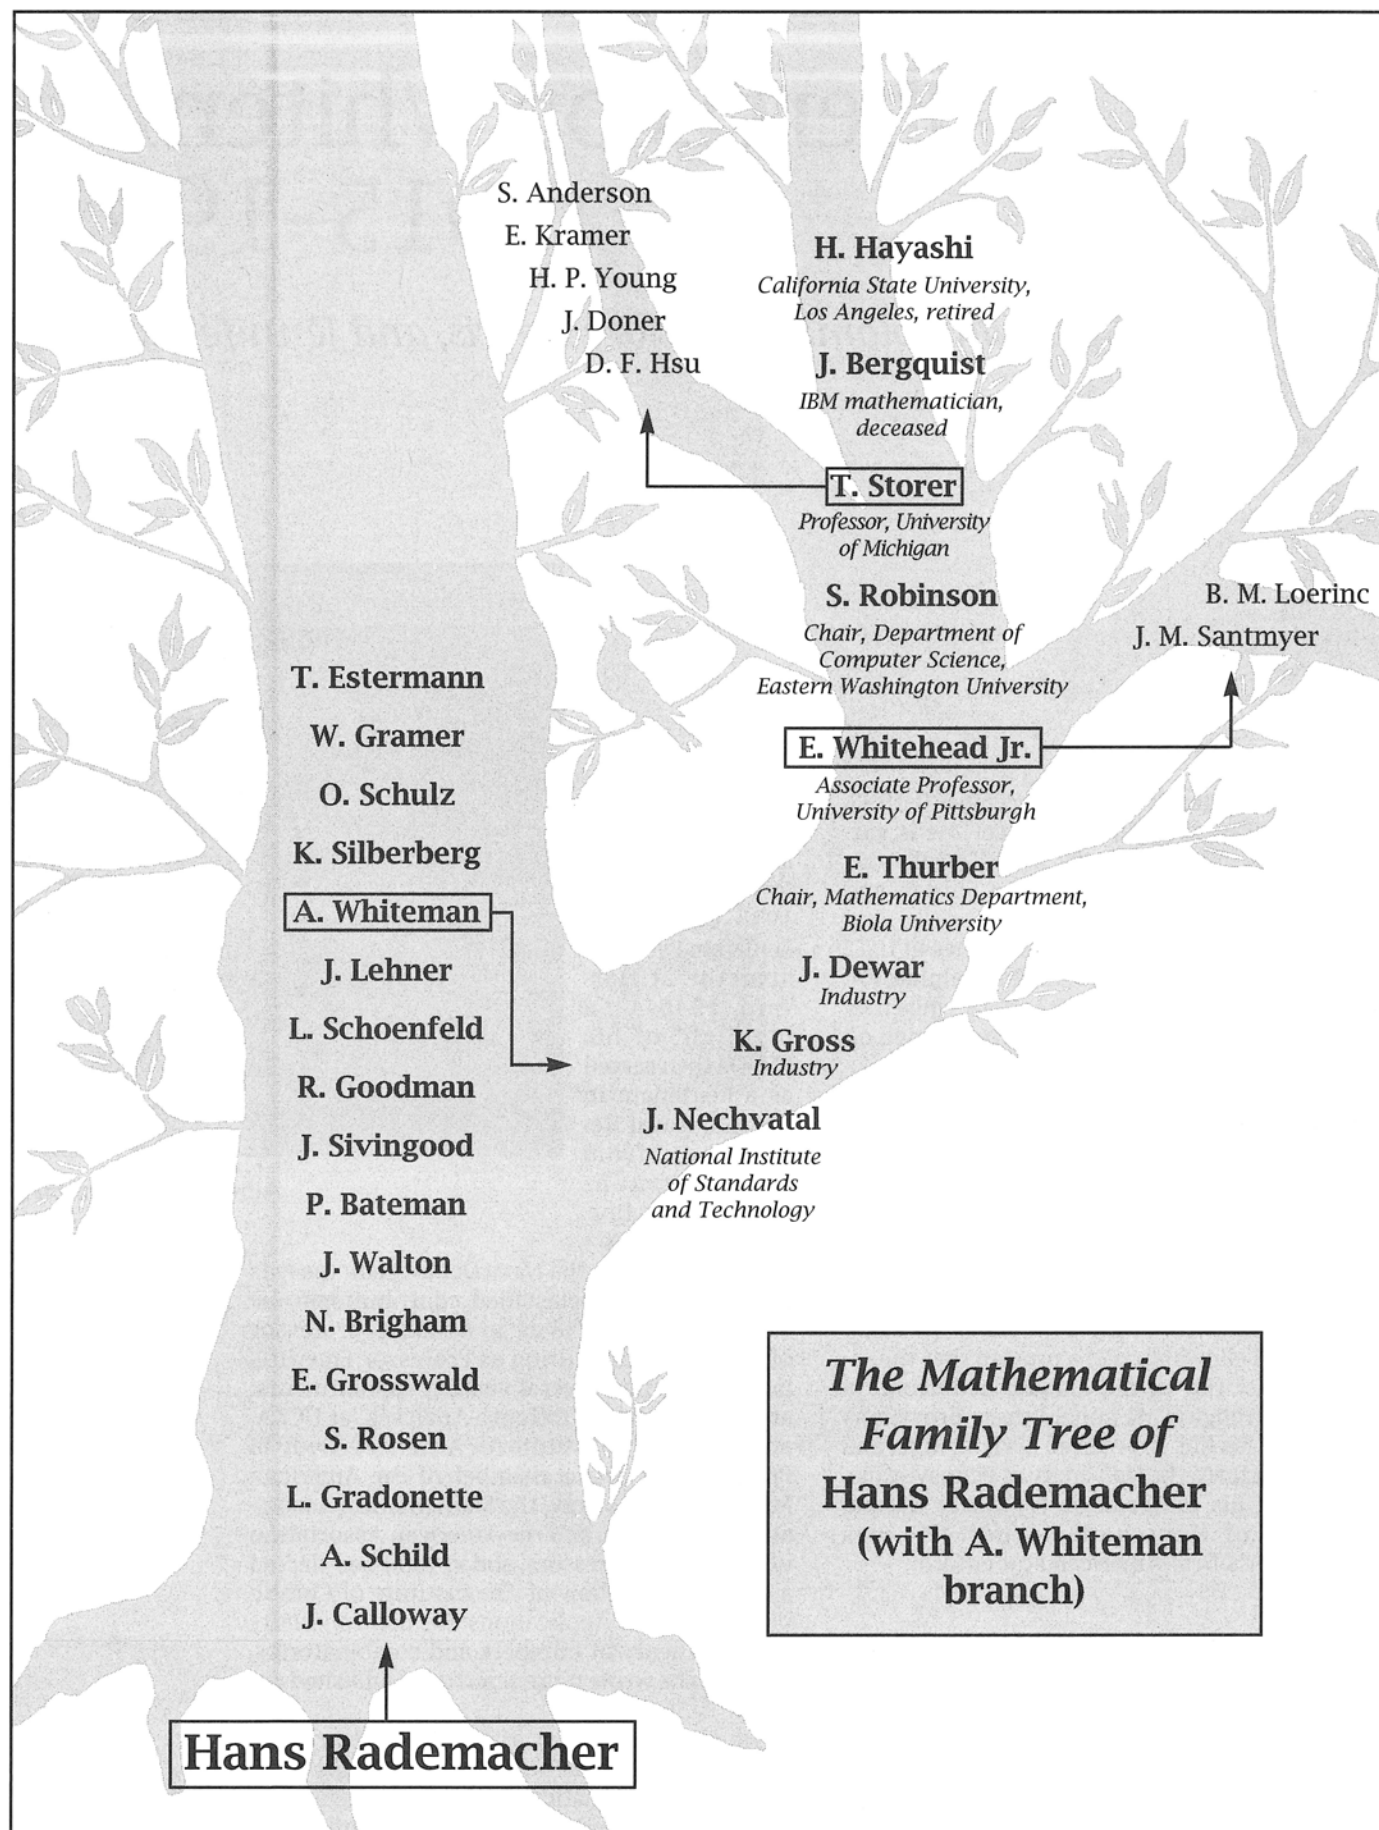 S. Anderson
E. Kramer
H. P. Young
J. Doner
D. F. Hsu
H. Hayashi
California State University,
Los Angeles, retired
J. Bergquist
IBM mathematician,
deceased
T. Storer
Professor, University
of Michigan
S. Robinson
Chair, Department of
Computer Science,
Eastern Washington University
B. M. Loerinc
J. M. Santmyer
E. Whitehead Jr.
Associate Professor,
University of Pittsburgh
E. Thurber
Chair, Mathematics Department,
Biola University
J. Dewar
Industry
K. Gross
Industry
J. Nechvatal
National Institute
of Standards
and Technology
T. Estermann
W. Gramer
O. Schulz
K. Silberberg
A. Whiteman
J. Lehner
L. Schoenfeld
R. Goodman
J. Sivingood
P. Bateman
J. Walton
N. Brigham
E. Grosswald
S. Rosen
L. Gradonette
A. Schild
J. Calloway
Hans Rademacher
The Mathematical
Family Tree of
Hans Rademacher
(with A. Whiteman
branch)